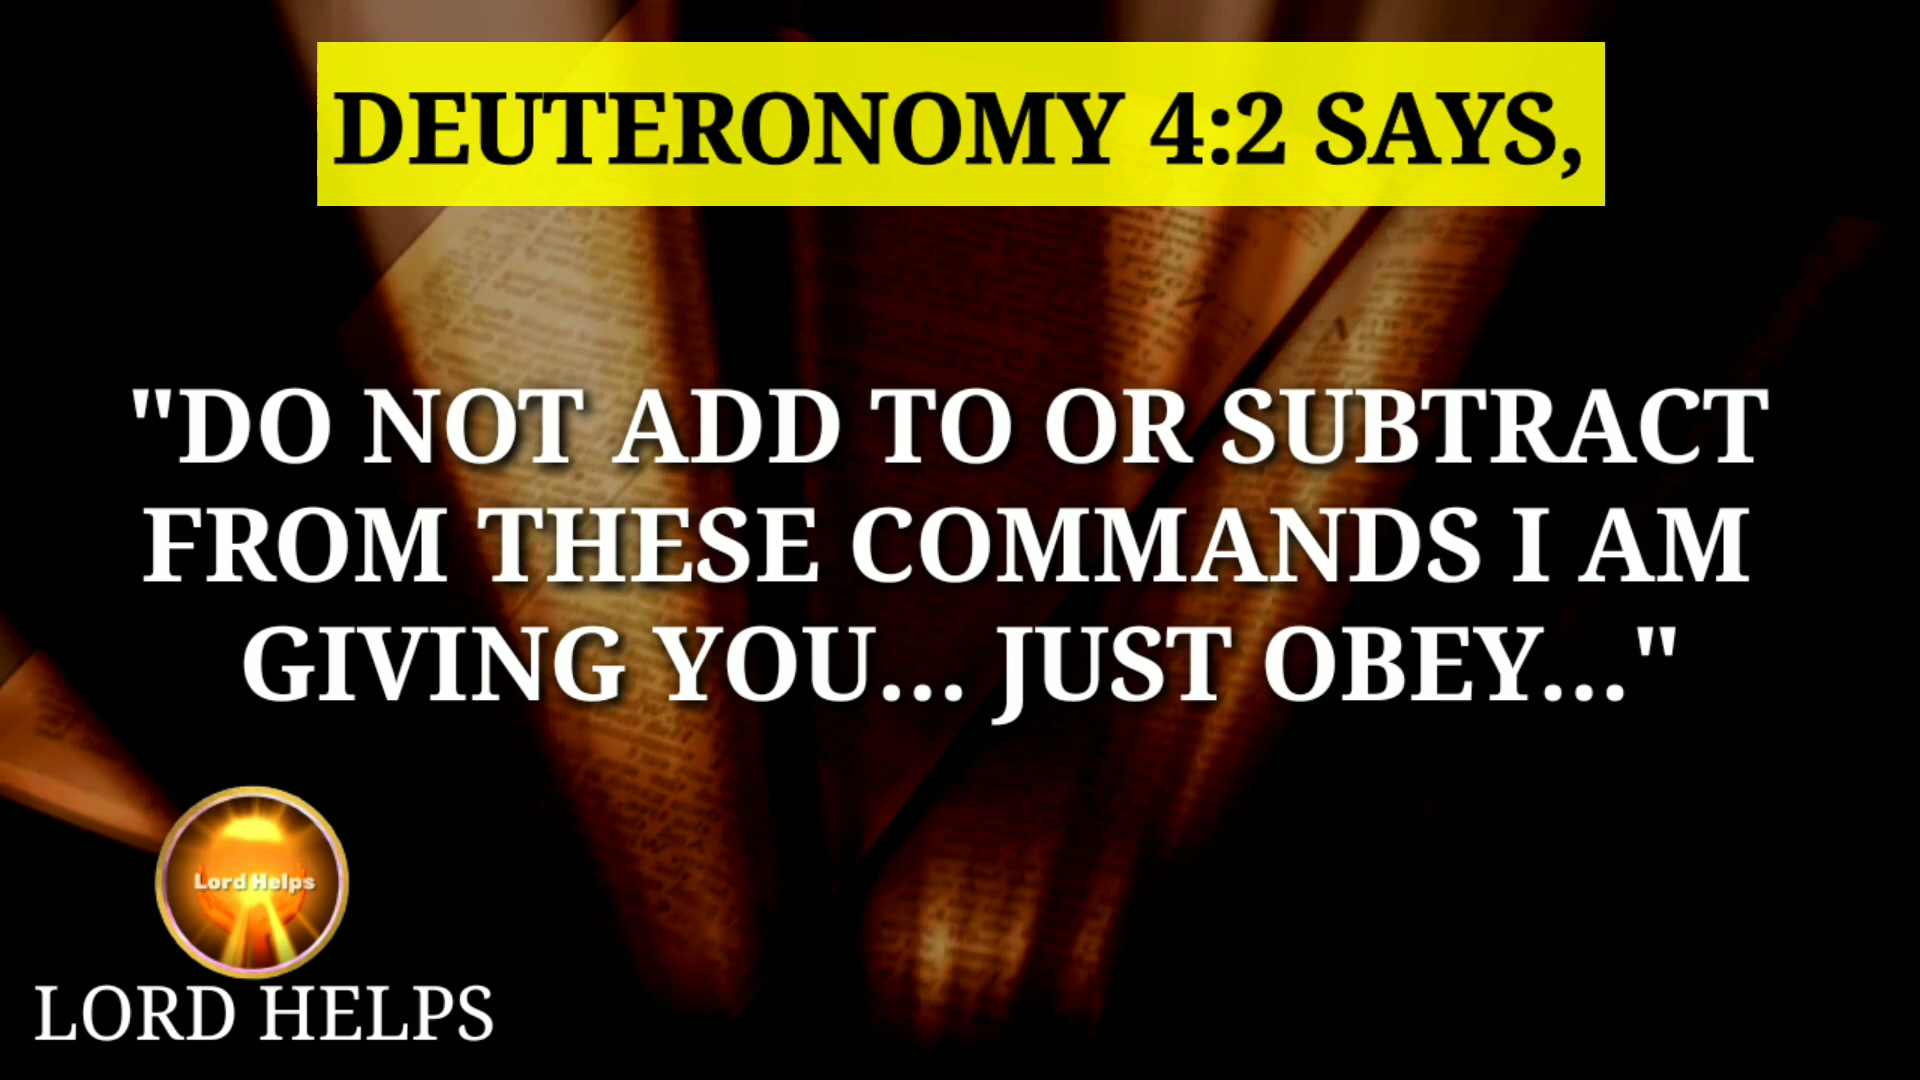 DEUTERONOMY 4:2 SAYS,
"DO NOT ADD TO OR SUBTRACT
FROM THESE COMMANDS I AM
GIVING YOU... JUST OBEY..."
Lord Helps
LORD HELPS